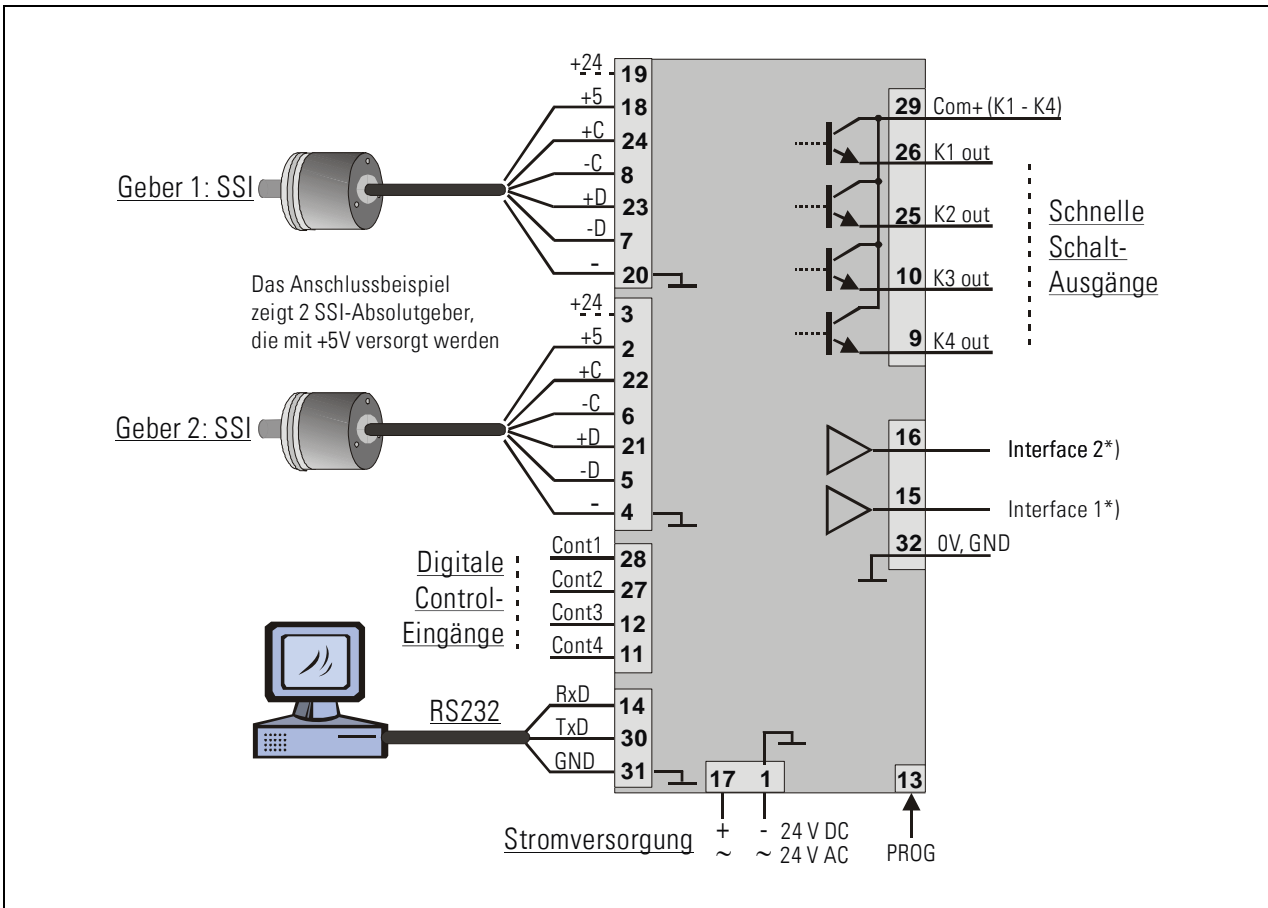 +24
19
+5
18
+C
24
-C
8
+D
23
-D
7
-
20
Geber 1: SSI
Das Anschlussbeispiel
zeigt 2 SSI-Absolutgeber,
die mit +5V versorgt werden
+24
3
+5
2
+C
22
-C
6
+D
21
-D
5
-
4
Geber 2: SSI
Digitale
Control-
Eingänge
Cont1
28
Cont2
27
Cont3
12
Cont4
11
RS232
RxD
14
TxD
30
GND
31
29 Com+ (K1 - K4)
26 K1 out
25 K2 out
10 K3 out
9 K4 out
Schnelle
Schalt-
Ausgänge
16 Interface 2*)
15 Interface 1*)
32 0V, GND
17 1
13
Stromversorgung
+ - 24 V DC
~ ~ 24 V AC
PROG